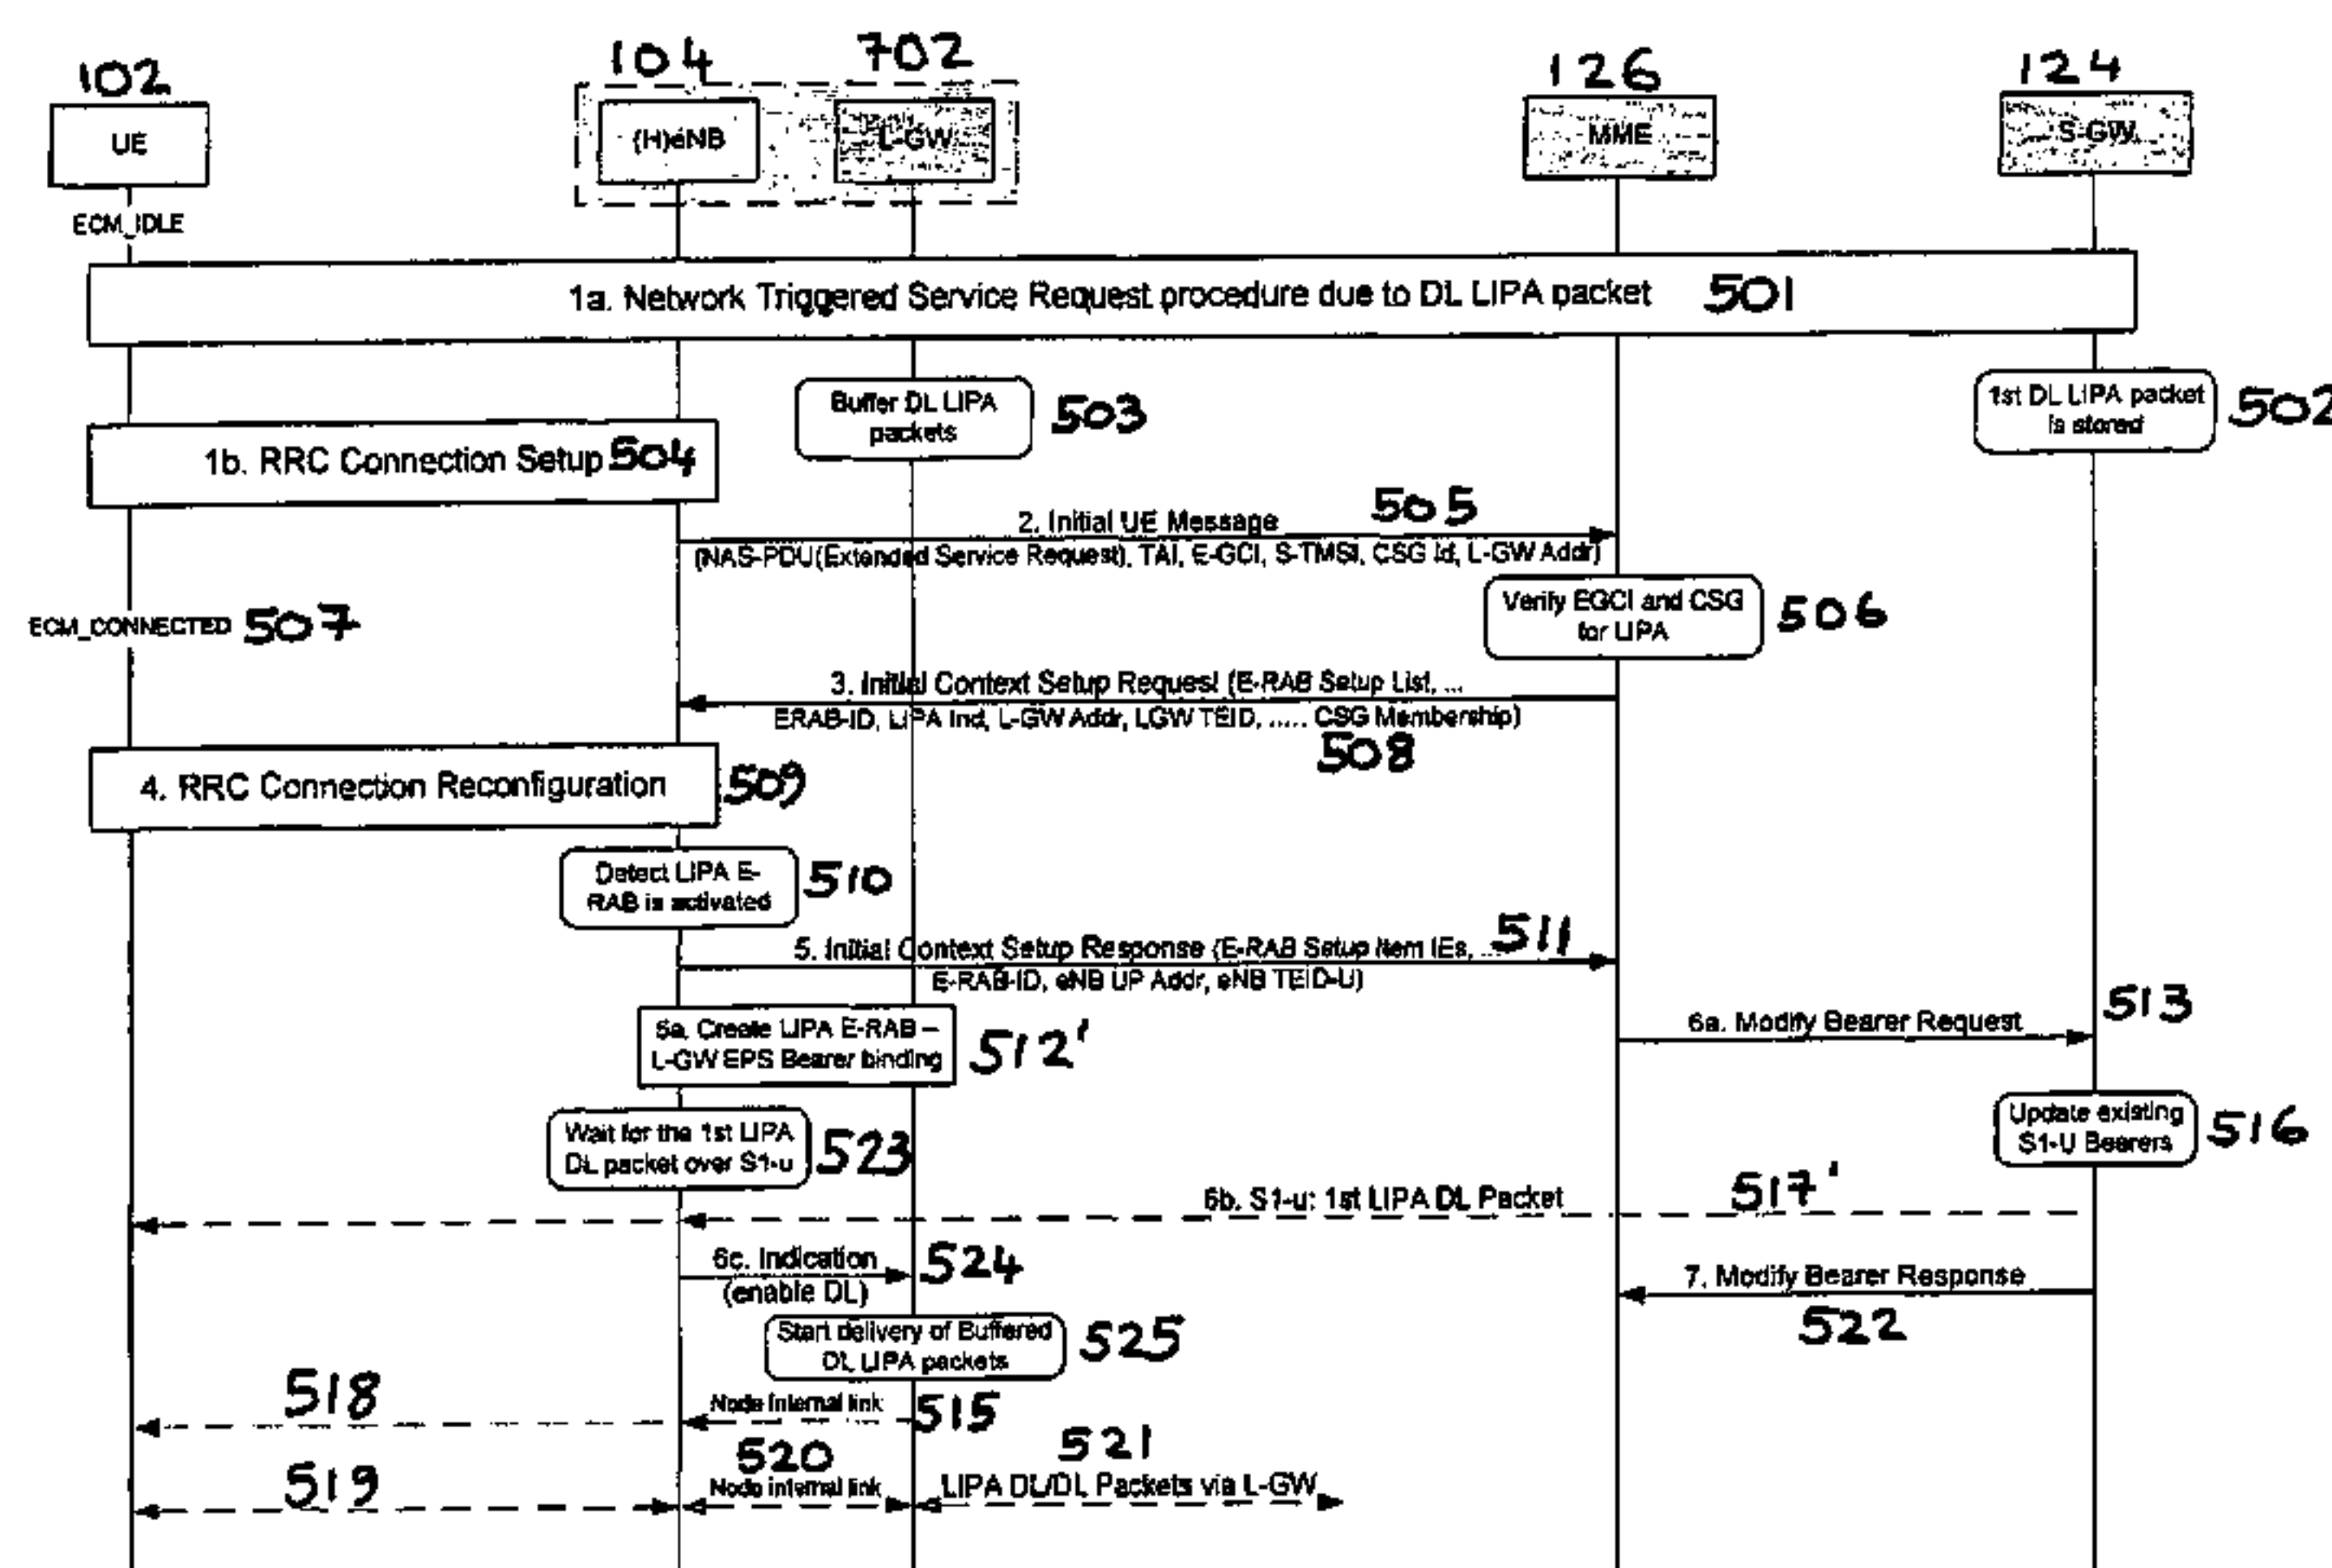 102
104
702
126
124
UE
(H)eNB
L-GW
MME
S-GW
ECM_IDLE
1a. Network Triggered Service Request procedure due to DL LIPA packet 501
Buffer DL LIPA
packets
503
1st DL LIPA packet
is stored
502
1b. RRC Connection Setup 504
2. Initial UE Message 505
(NAS-PDU(Extended Service Request), TAI, E-GCI, S-TMSI, CSG Id, L-GW Addr)
Verify EGCI and CSG
for LIPA
506
ECM_CONNECTED 507
3. Initial Context Setup Request (E-RAB Setup List, ...
ERAB-ID, LIPA Ind, L-GW Addr, LGW TEID, ..... CSG Membership)
508
4. RRC Connection Reconfiguration 509
Detect LIPA E-
RAB is activated
510
5. Initial Context Setup Response (E-RAB Setup Item IEs, ... 511
E-RAB-ID, eNB UP Addr, eNB TEID-U)
5a. Create LIPA E-RAB –
L-GW EPS Bearer binding
512'
6a. Modify Bearer Request 513
Wait for the 1st LIPA
DL packet over S1-u
523
Update existing
S1-U Bearers
516
6b. S1-u: 1st LIPA DL Packet 517'
6c. Indication
(enable DL)
524
7. Modify Bearer Response
522
Start delivery of Buffered
DL LIPA packets
525
518
Node internal link 515
519
520
Node internal link
521
LIPA DL/DL Packets via L-GW